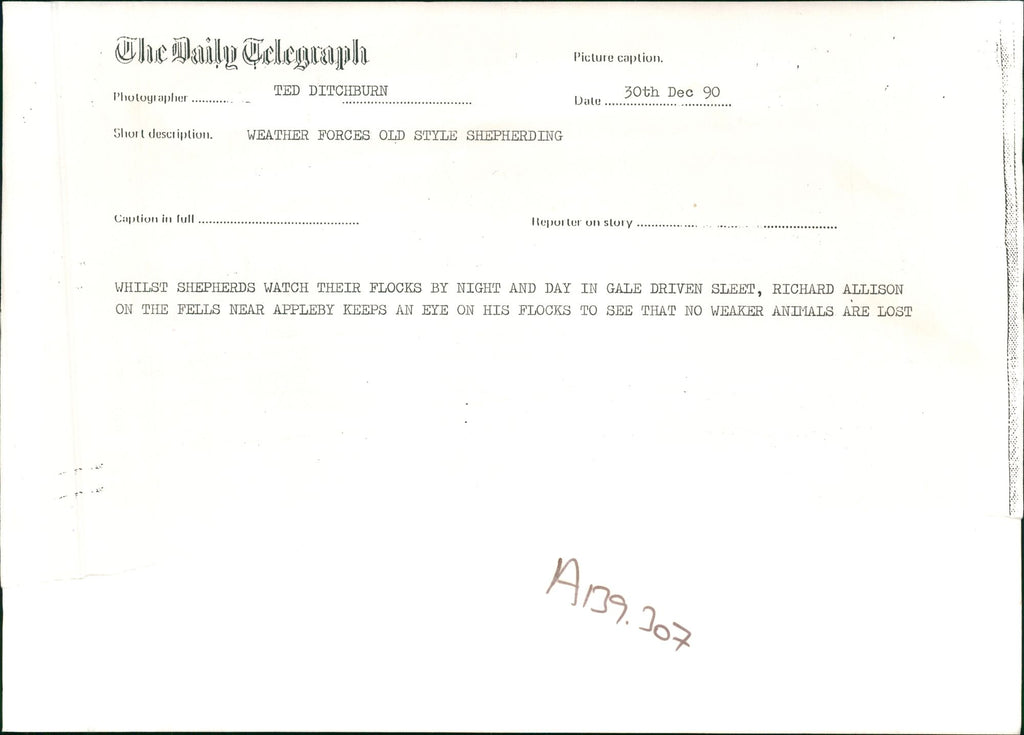 The Daily Telegraph
Picture caption.
Photographer ............ TED DITCHBURN
Date ............ 30th Dec 90
Short description. WEATHER FORCES OLD STYLE SHEPHERDING
Caption in full ............
Reporter on story ............
WHILST SHEPHERDS WATCH THEIR FLOCKS BY NIGHT AND DAY IN GALE DRIVEN SLEET, RICHARD ALLISON
ON THE FELLS NEAR APPLEBY KEEPS AN EYE ON HIS FLOCKS TO SEE THAT NO WEAKER ANIMALS ARE LOST
A139.307